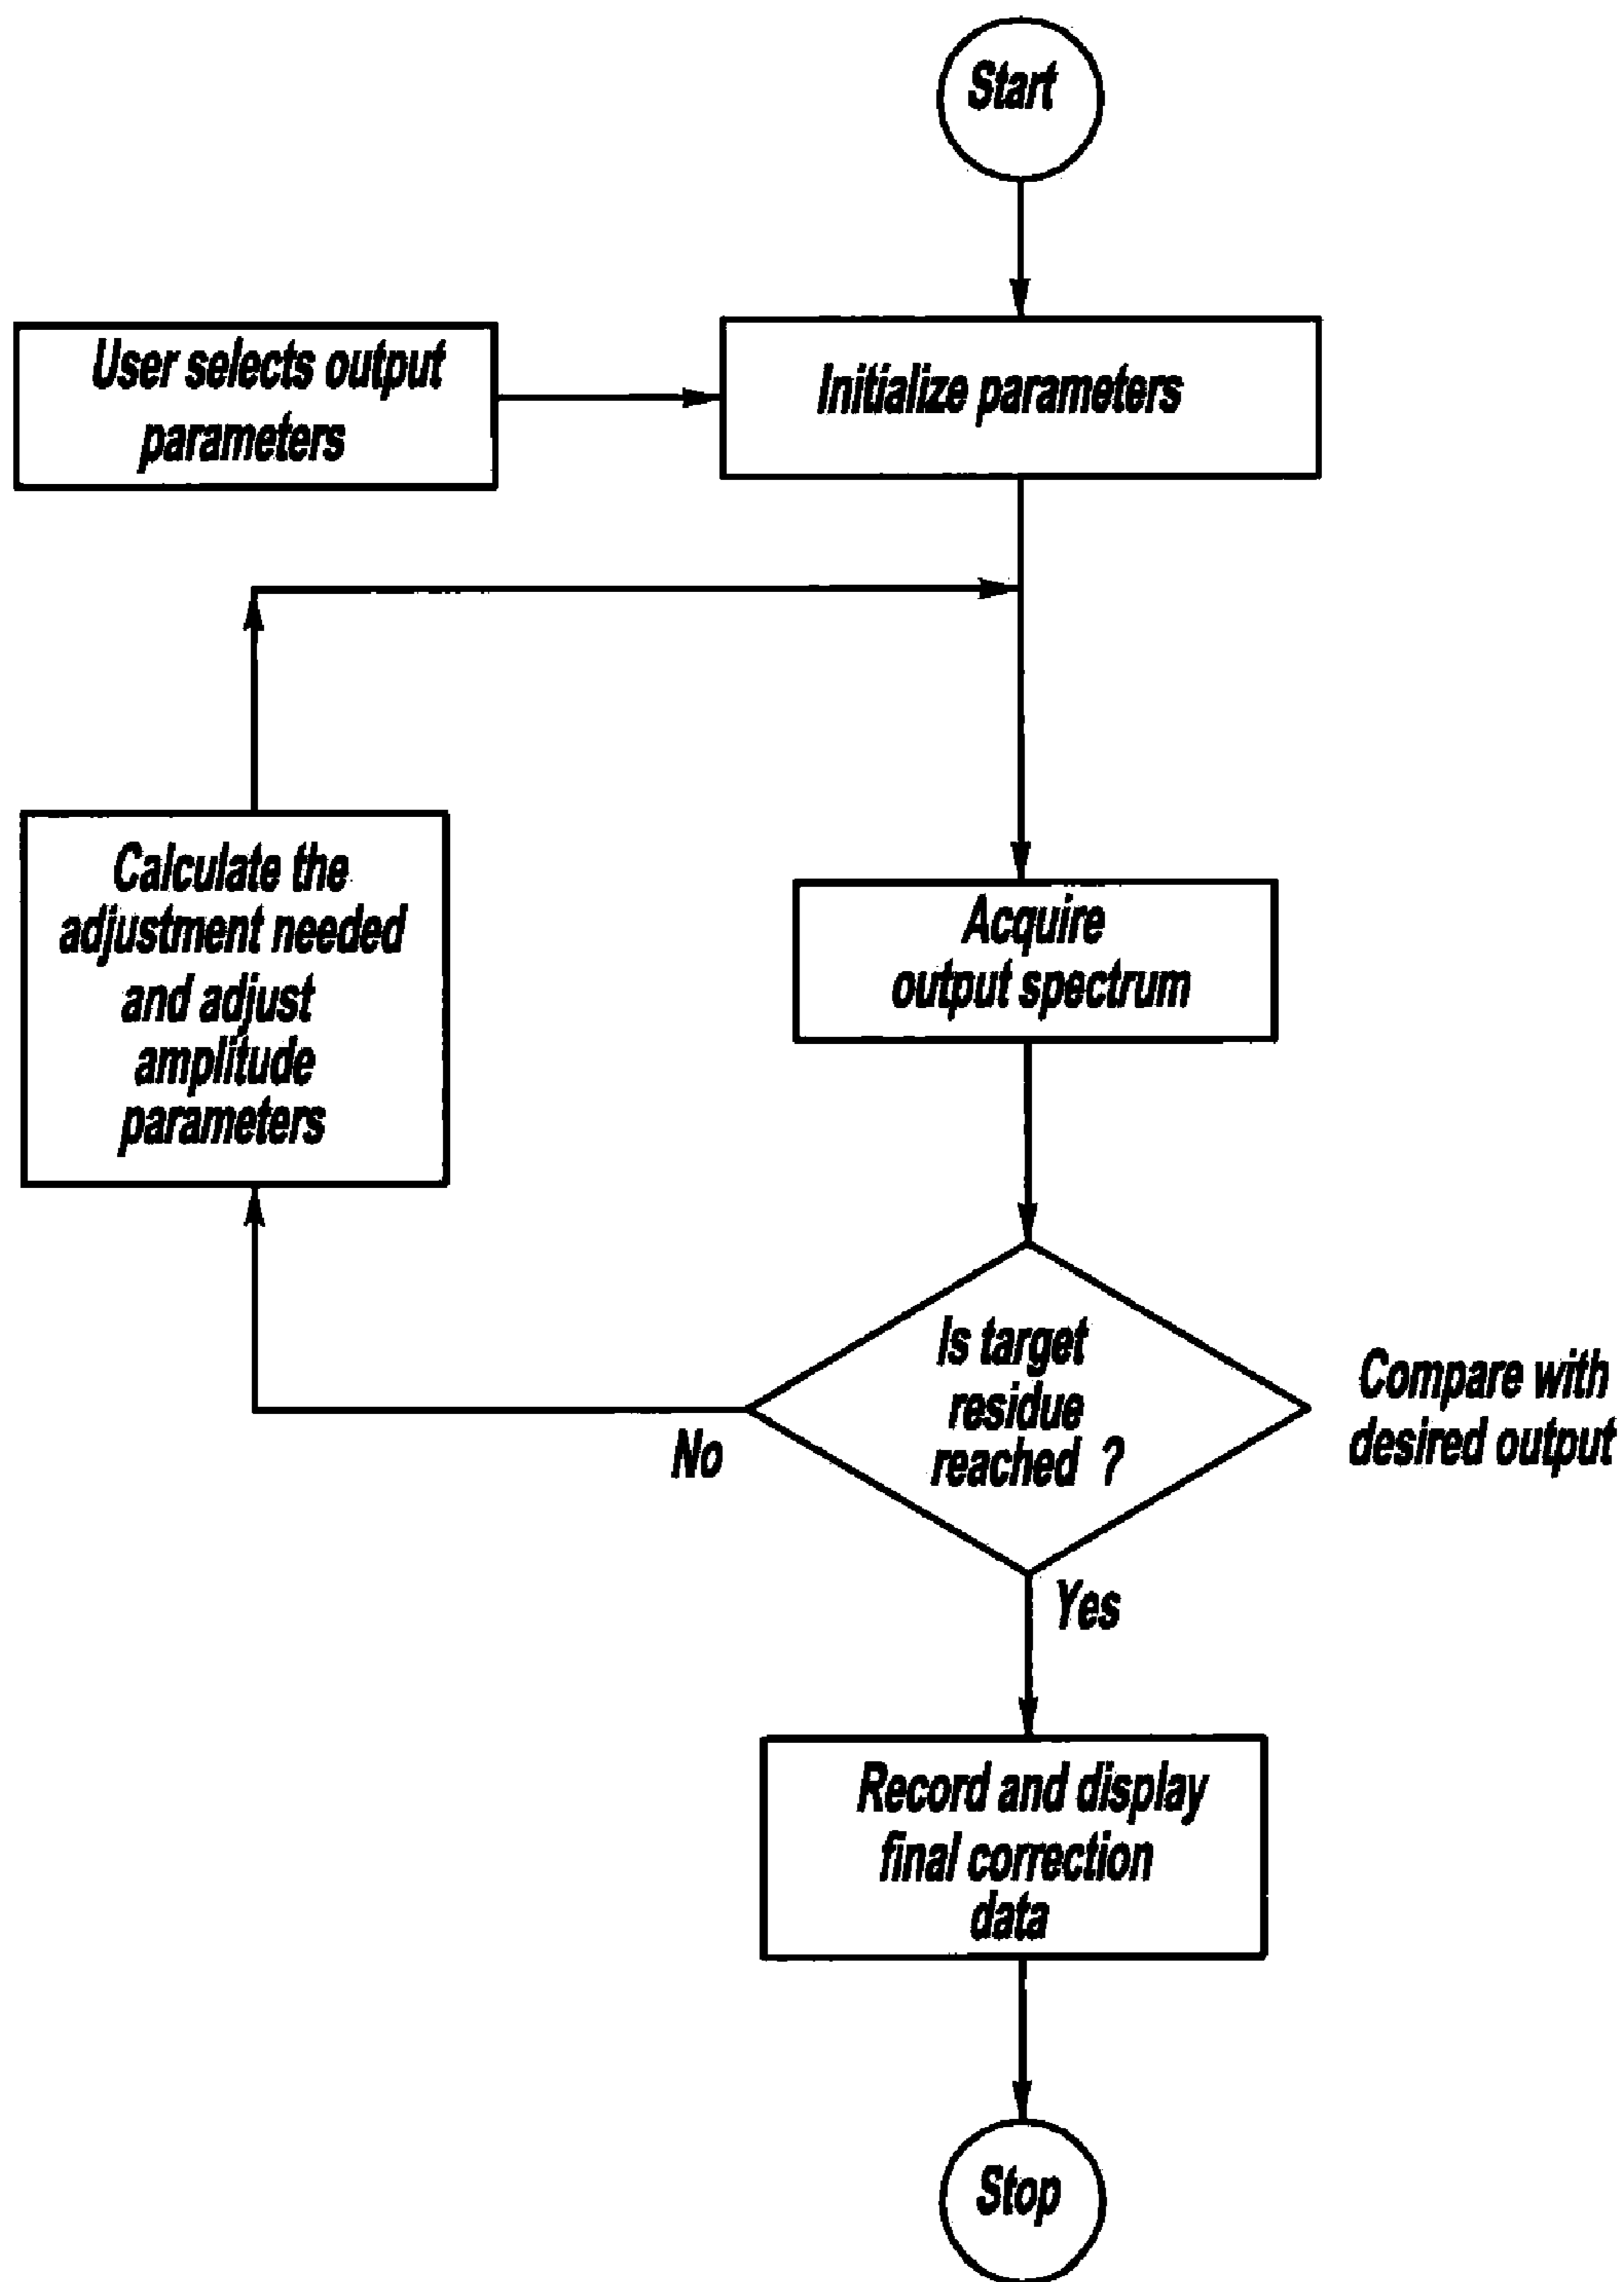 Start
User selects output
parameters
Initialize parameters
Calculate the
adjustment needed
and adjust
amplitude
parameters
Acquire
output spectrum
Is target
residue
reached ?
Compare with
desired output
No
Yes
Record and display
final correction
data
Stop